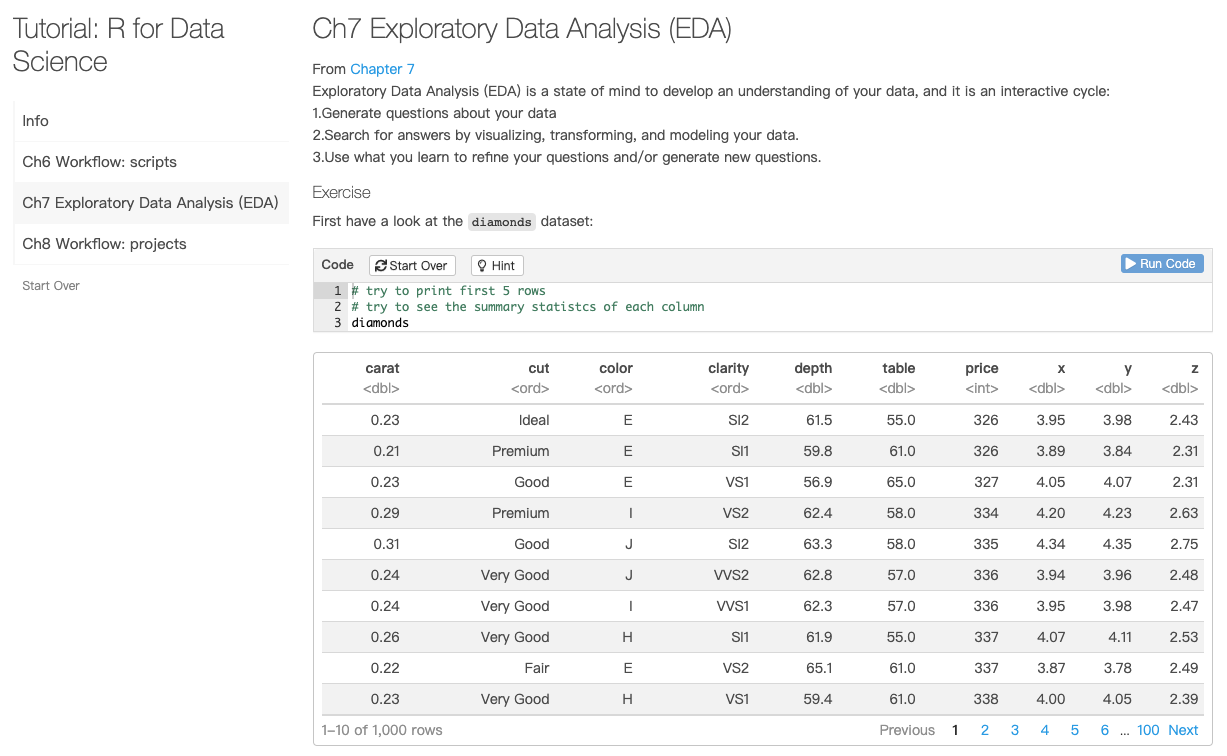 Tutorial: R for Data
Science
Info
Ch6 Workflow: scripts
Ch7 Exploratory Data Analysis (EDA)
Ch8 Workflow: projects
Start Over
Ch7 Exploratory Data Analysis (EDA)
From Chapter 7
Exploratory Data Analysis (EDA) is a state of mind to develop an understanding of your data, and it is an interactive cycle:
1.Generate questions about your data
2.Search for answers by visualizing, transforming, and modeling your data.
3.Use what you learn to refine your questions and/or generate new questions.
Exercise
First have a look at the diamonds dataset:
Code Start Over Hint Run Code
1 # try to print first 5 rows
2 # try to see the summary statistcs of each column
3 diamonds
carat cut color clarity depth table price x y z
<dbl> <ord> <ord> <ord> <dbl> <dbl> <int> <dbl> <dbl> <dbl>
0.23 Ideal E SI2 61.5 55.0 326 3.95 3.98 2.43
0.21 Premium E SI1 59.8 61.0 326 3.89 3.84 2.31
0.23 Good E VS1 56.9 65.0 327 4.05 4.07 2.31
0.29 Premium I VS2 62.4 58.0 334 4.20 4.23 2.63
0.31 Good J SI2 63.3 58.0 335 4.34 4.35 2.75
0.24 Very Good J VVS2 62.8 57.0 336 3.94 3.96 2.48
0.24 Very Good I VVS1 62.3 57.0 336 3.95 3.98 2.47
0.26 Very Good H SI1 61.9 55.0 337 4.07 4.11 2.53
0.22 Fair E VS2 65.1 61.0 337 3.87 3.78 2.49
0.23 Very Good H VS1 59.4 61.0 338 4.00 4.05 2.39
1–10 of 1,000 rows Previous 1 2 3 4 5 6 ... 100 Next